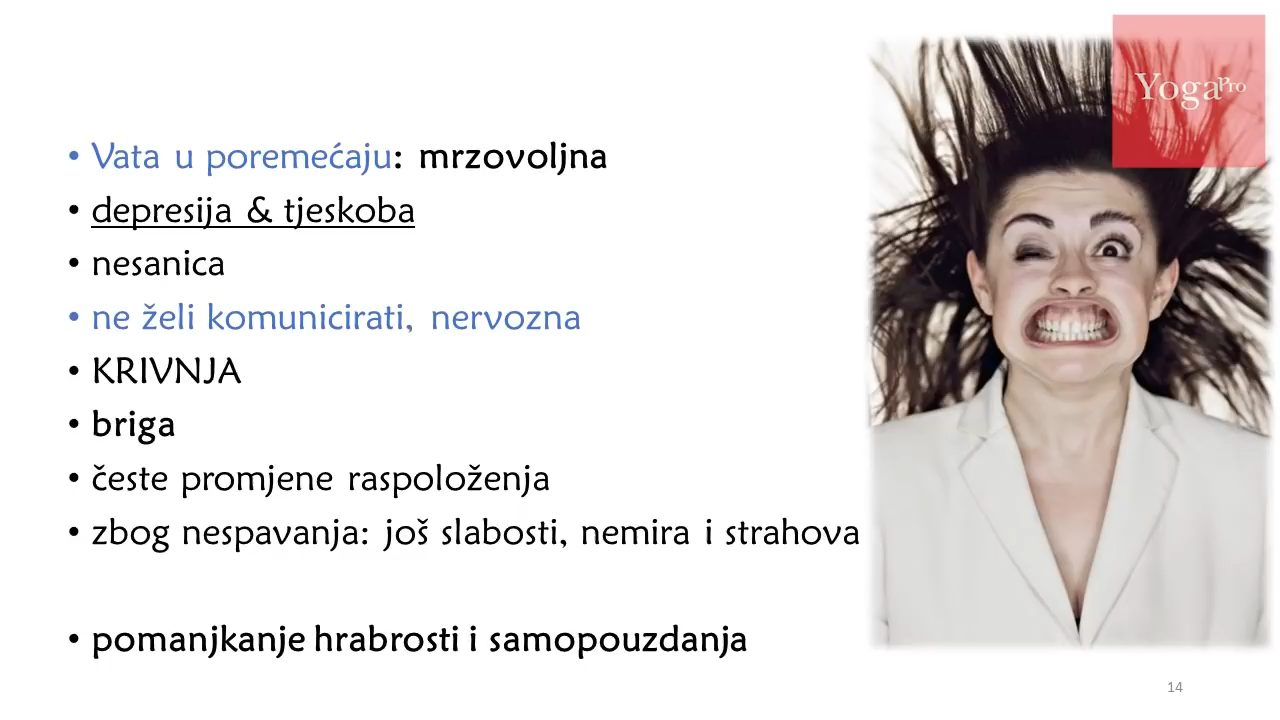 YogaPro
• Vata u poremećaju: mrzovoljna
• depresija & tjeskoba
• nesanica
• ne želi komunicirati, nervozna
• KRIVNJA
• briga
• česte promjene raspoloženja
• zbog nespavanja: još slabosti, nemira i strahova
• pomanjkanje hrabrosti i samopouzdanja
14